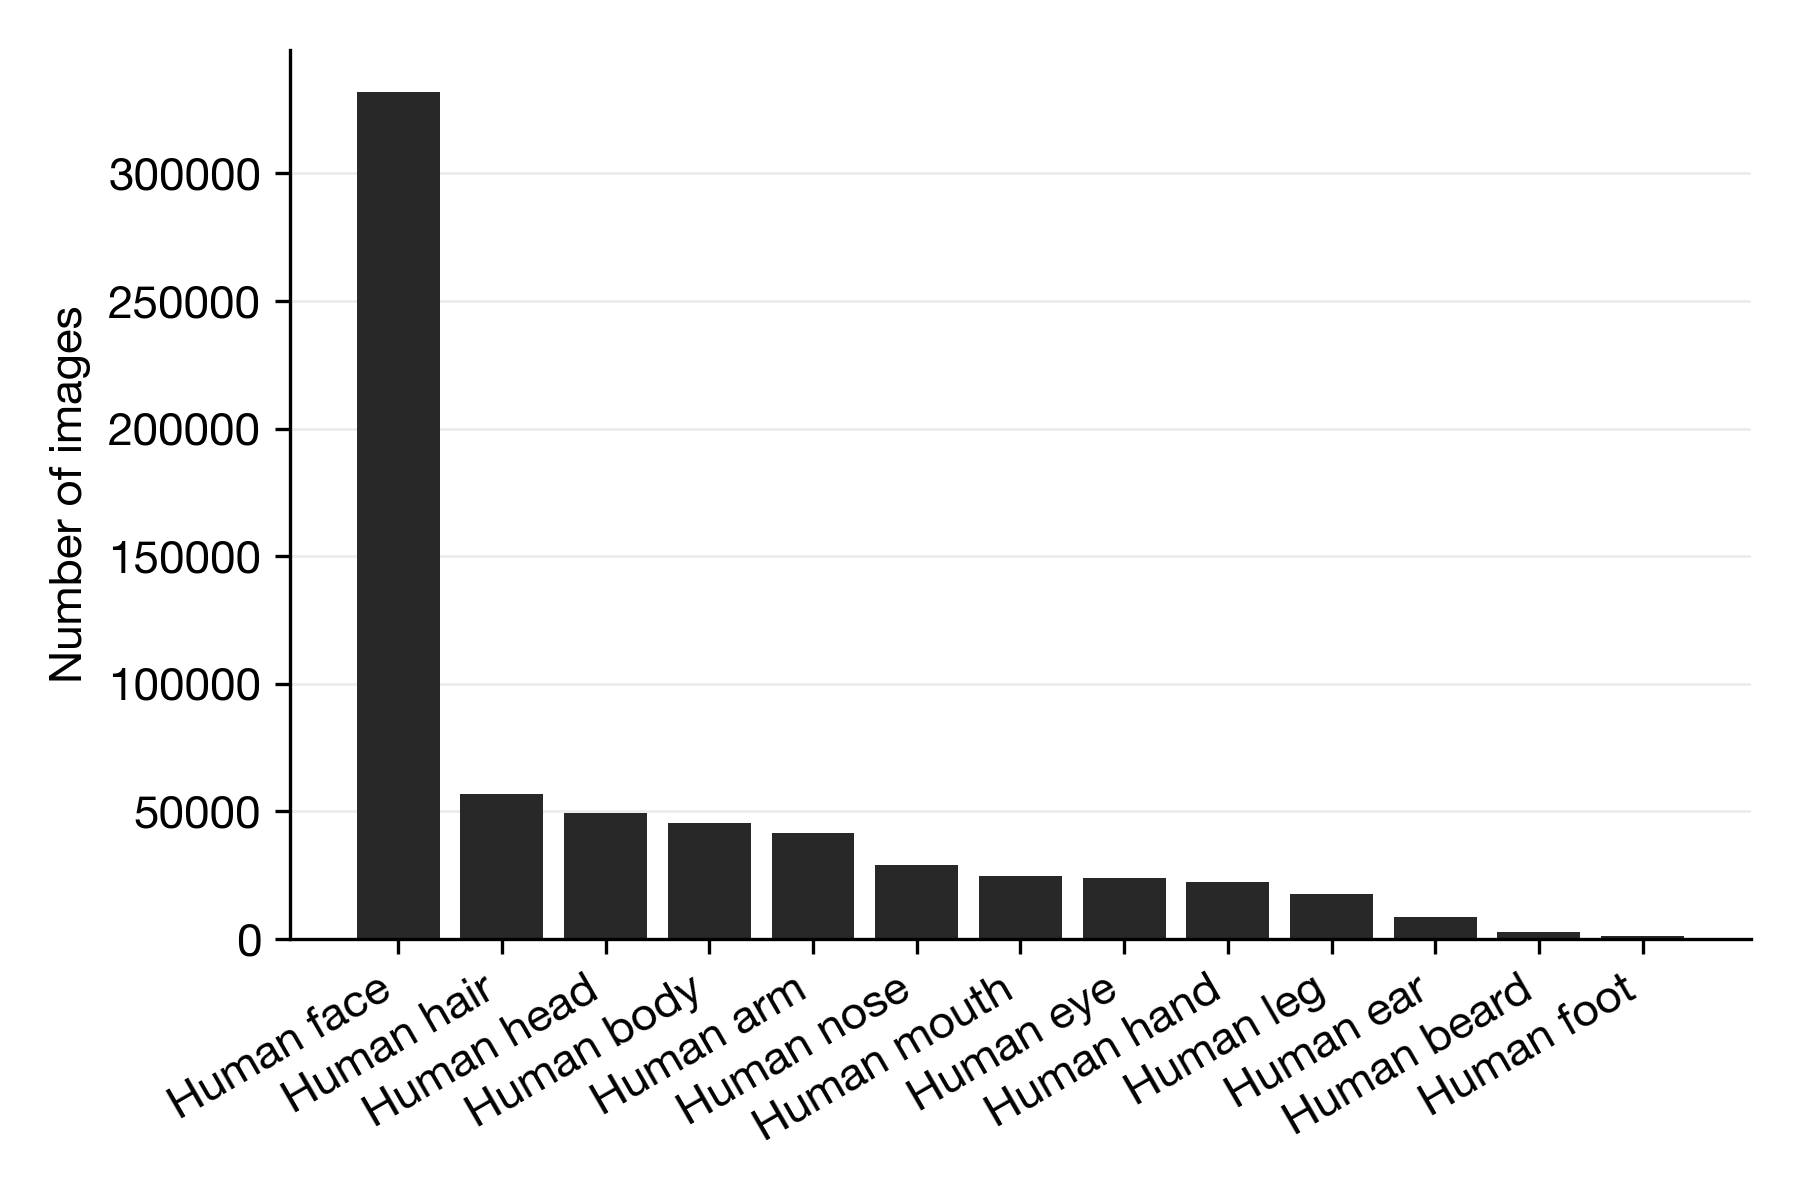 Number of images
300000
250000
200000
150000
100000
50000
0
Human face
Human hair
Human head
Human body
Human arm
Human nose
Human mouth
Human eye
Human hand
Human leg
Human ear
Human beard
Human foot